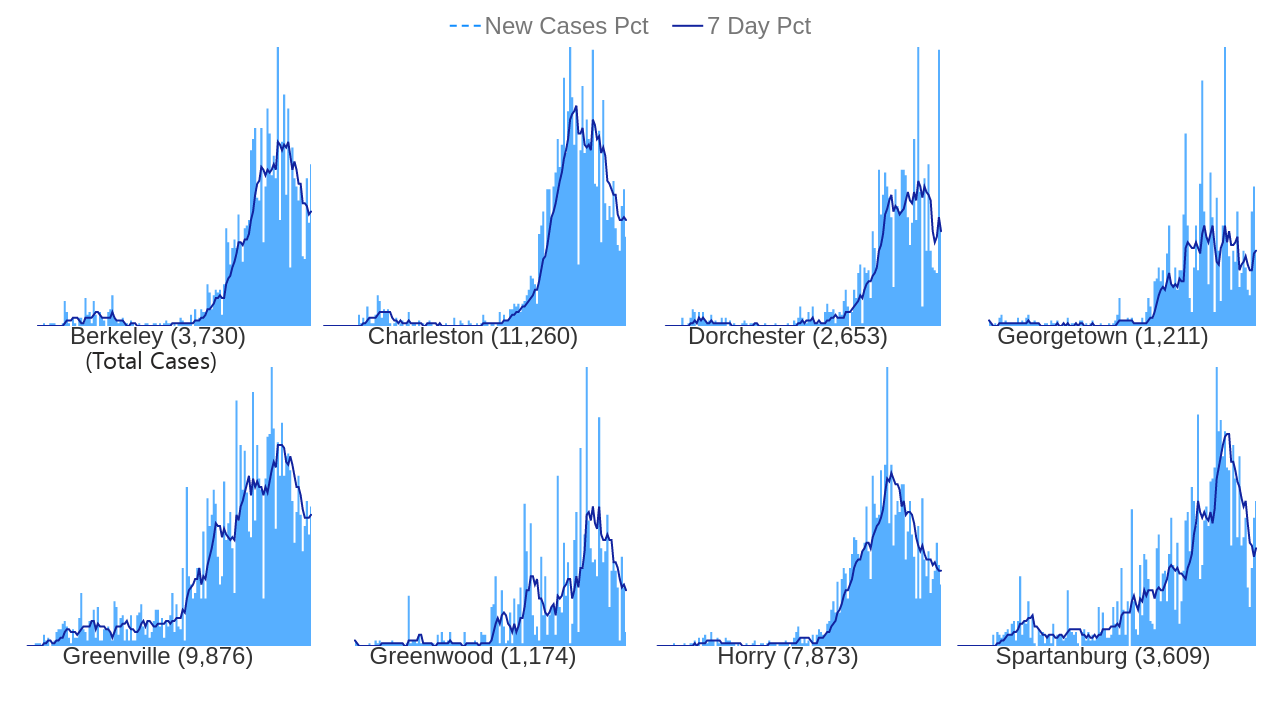 New Cases Pct 7 Day Pct
Berkeley (3,730)
(Total Cases)
Charleston (11,260)
Dorchester (2,653)
Georgetown (1,211)
Greenville (9,876)
Greenwood (1,174)
Horry (7,873)
Spartanburg (3,609)